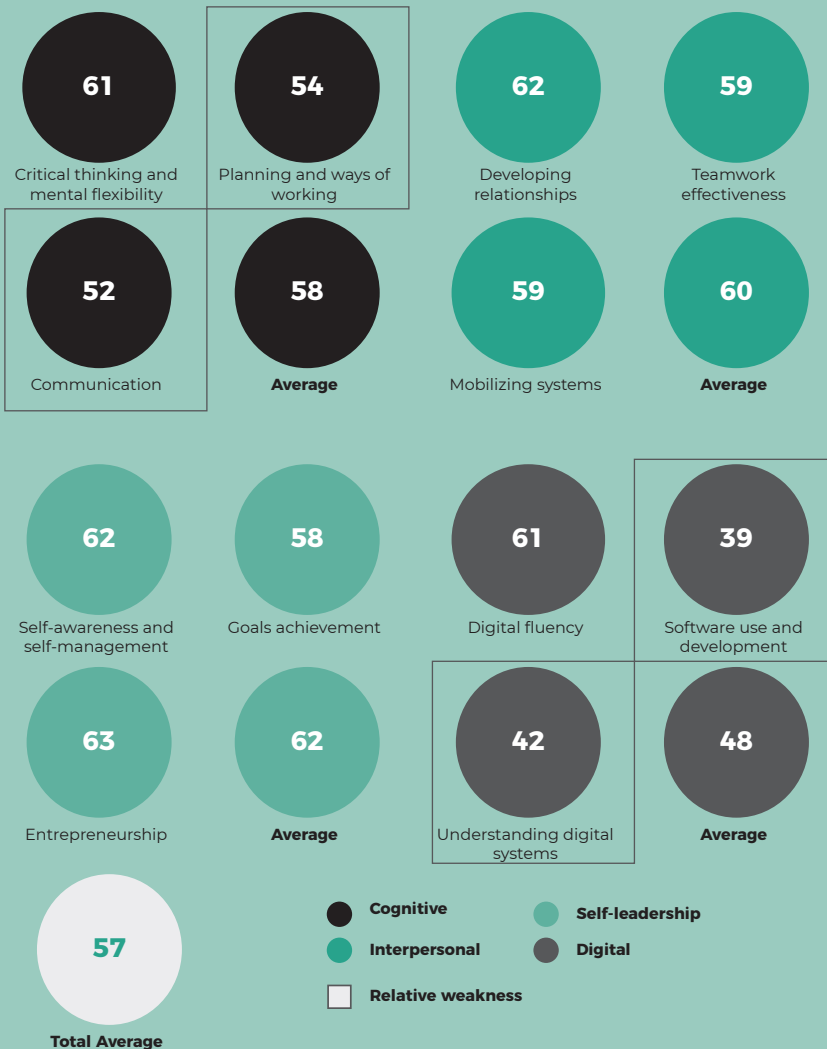 61
Critical thinking and
mental flexibility
54
Planning and ways of
working
62
Developing
relationships
59
Teamwork
effectiveness
52
Communication
58
Average
59
Mobilizing systems
60
Average
62
Self-awareness and
self-management
58
Goals achievement
61
Digital fluency
39
Software use and
development
63
Entrepreneurship
62
Average
42
Understanding digital
systems
48
Average
57
Total Average
Cognitive
Self-leadership
Interpersonal
Digital
Relative weakness